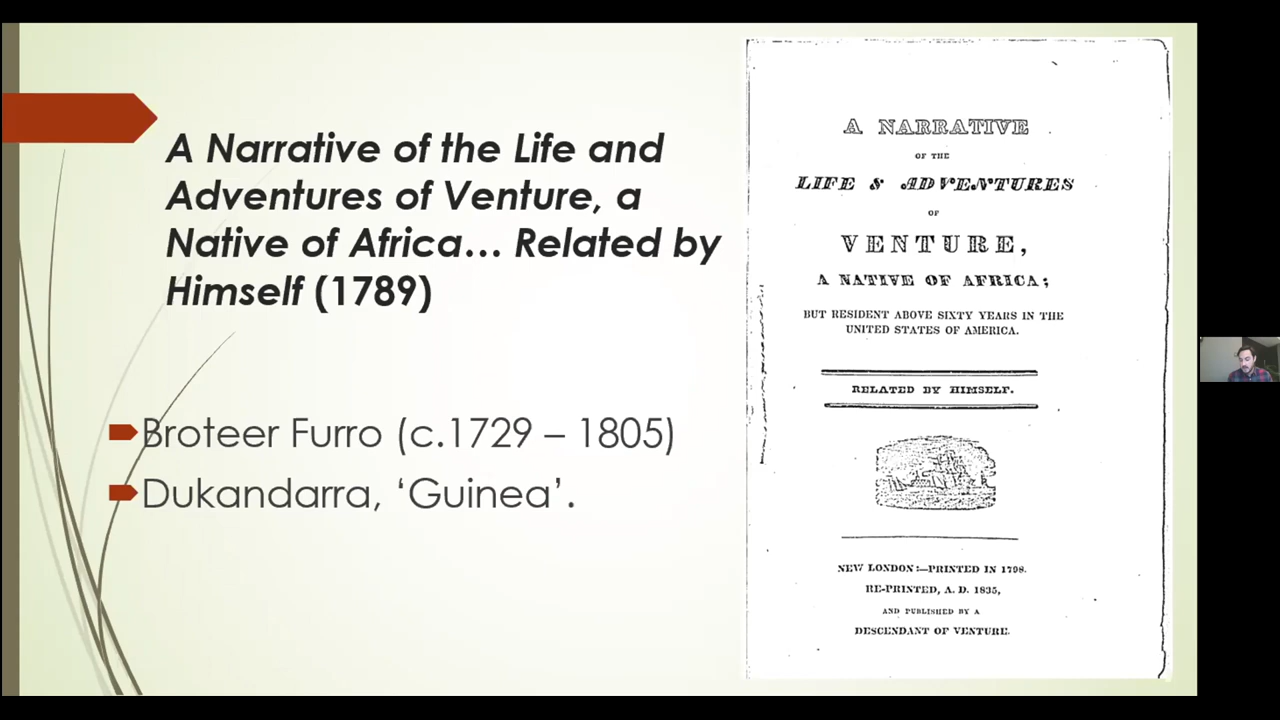 A Narrative of the Life and
Adventures of Venture, a
Native of Africa… Related by
Himself (1789)
Broteer Furro (c.1729 – 1805)
Dukandarra, ‘Guinea’.
A NARRATIVE
OF THE
LIFE & ADVENTURES
OF
VENTURE,
A NATIVE OF AFRICA;
BUT RESIDENT ABOVE SIXTY YEARS IN THE
UNITED STATES OF AMERICA.
RELATED BY HIMSELF.
NEW LONDON:—PRINTED IN 1798.
RE-PRINTED, A. D. 1835,
AND PUBLISHED BY A
DESCENDANT OF VENTURE.